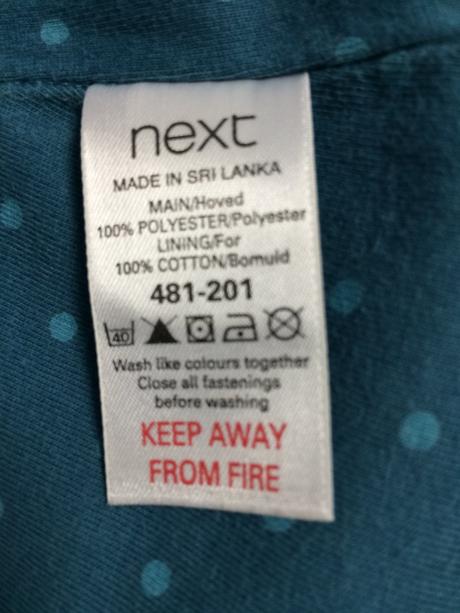 next
MADE IN SRI LANKA
MAIN/Hoved
100% POLYESTER/Polyester
LINING/For
100% COTTON/Bomuld
481-201
40
Wash like colours together
Close all fastenings
before washing
KEEP AWAY
FROM FIRE